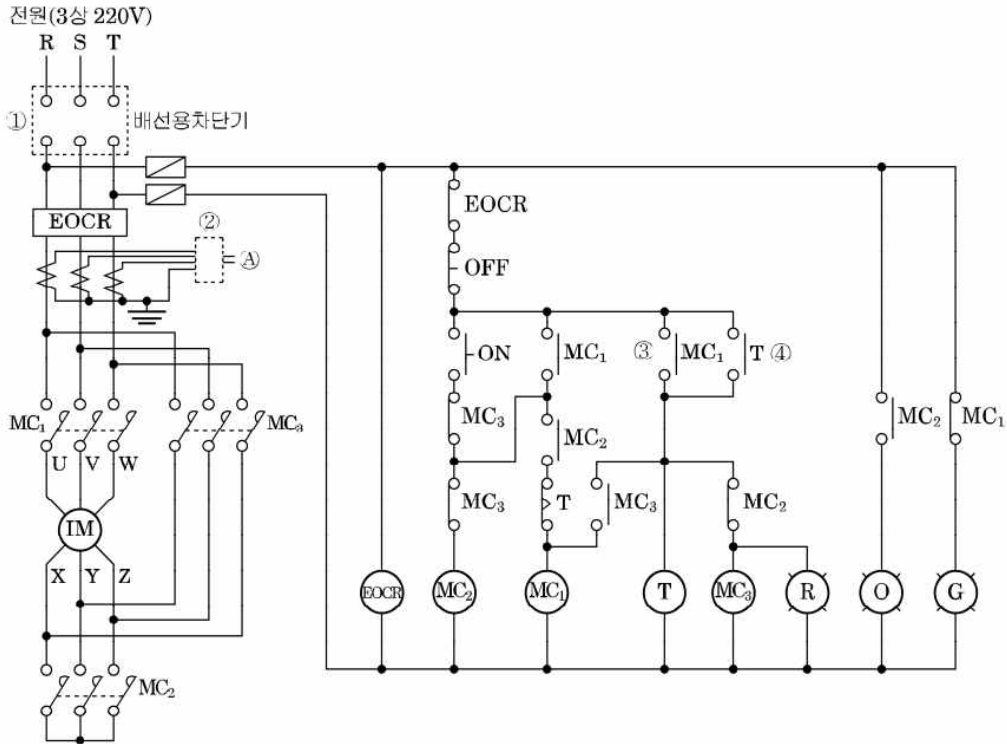 전원(3상 220V)
R S T
①
배선용차단기
EOCR
②
Ⓐ
EOCR
OFF
ON
MC₁
③
MC₁
T
④
MC₃
MC₂
MC₂
MC₁
MC₁
MC₃
U V W
MC₃
T
MC₃
MC₂
IM
X Y Z
EOCR
MC₂
MC₁
T
MC₃
R
O
G
MC₂